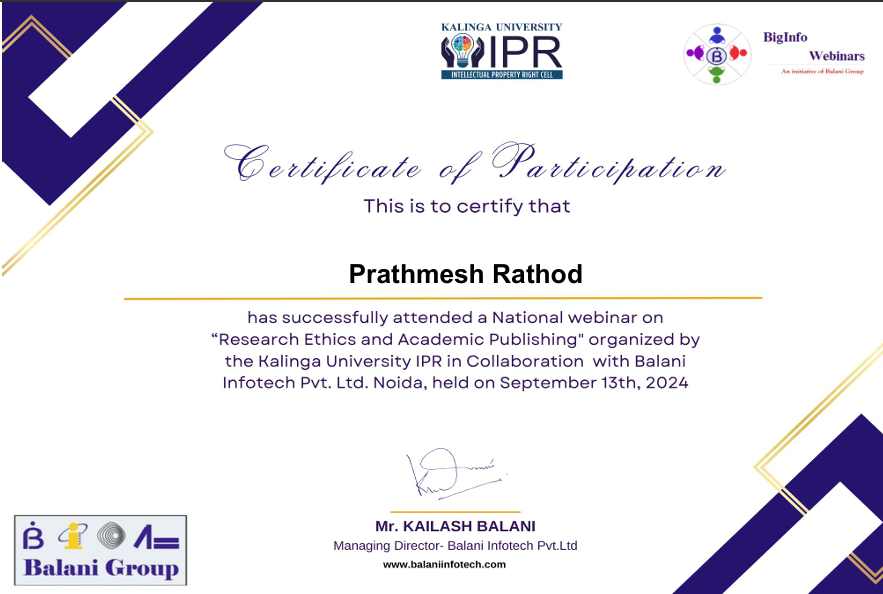 KALINGA UNIVERSITY
IPR
INTELLECTUAL PROPERTY RIGHT CELL
B
BigInfo
Webinars
An initiative of Balani Group
Certificate of Participation
This is to certify that
Prathmesh Rathod
has successfully attended a National webinar on
“Research Ethics and Academic Publishing" organized by
the Kalinga University IPR in Collaboration with Balani
Infotech Pvt. Ltd. Noida, held on September 13th, 2024
Mr. KAILASH BALANI
Managing Director- Balani Infotech Pvt.Ltd
www.balaniinfotech.com
Balani Group